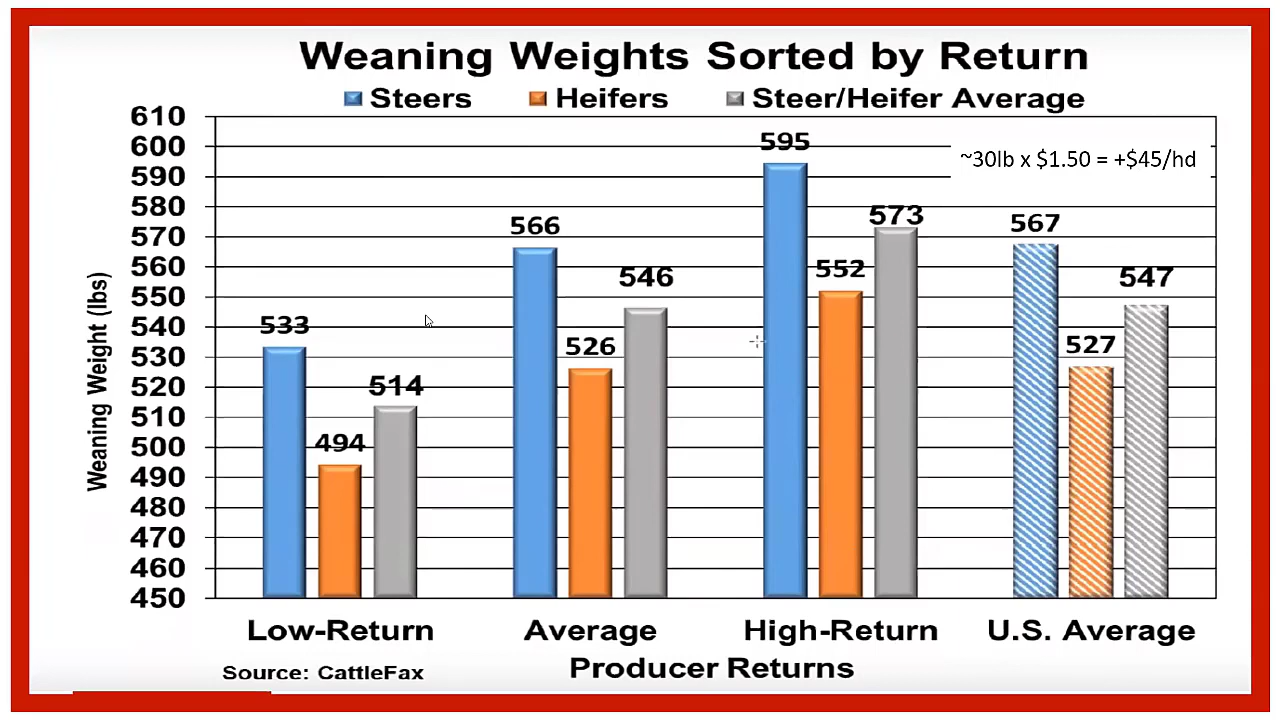 Weaning Weights Sorted by Return
Steers Heifers Steer/Heifer Average
~30lb x $1.50 = +$45/hd
Weaning Weight (lbs)
610
600
590
580
570
560
550
540
530
520
510
500
490
480
470
460
450
533 494 514
566 526 546
595 552 573
567 527 547
Low-Return Average High-Return U.S. Average
Producer Returns
Source: CattleFax